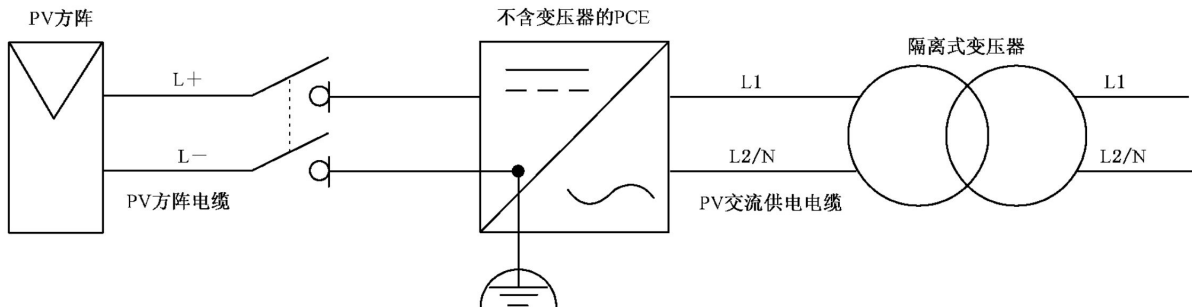 PV方阵
不含变压器的PCE
隔离式变压器
L+
L1
L1
L−
L2/N
L2/N
PV方阵电缆
PV交流供电电缆